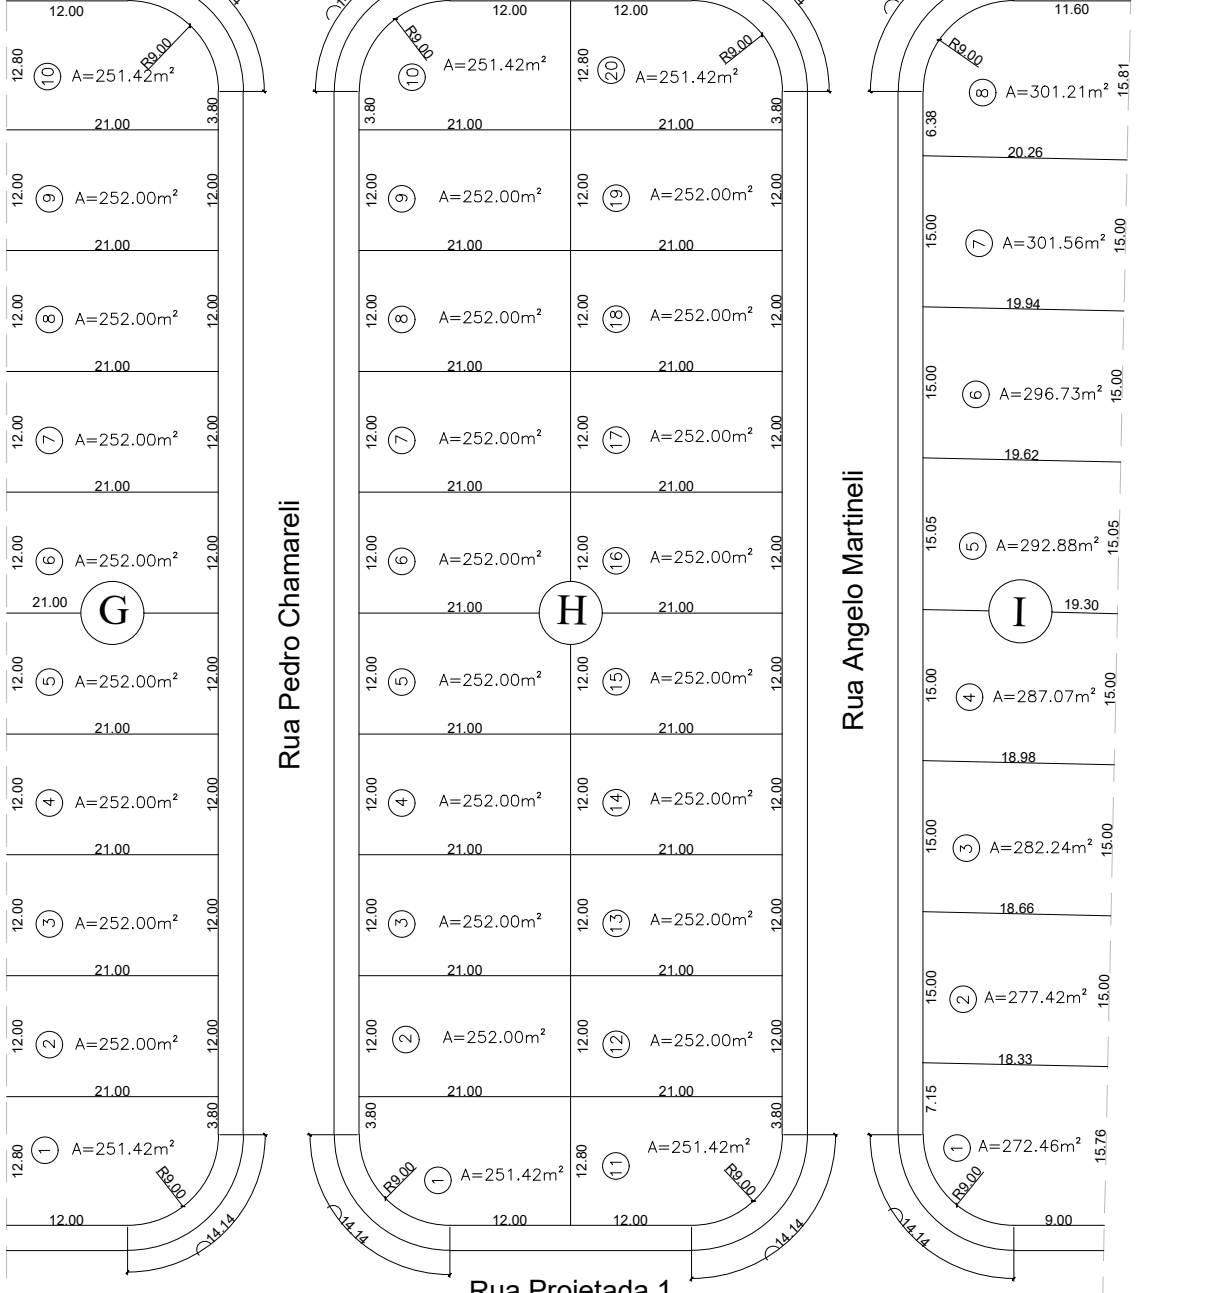 12.00
12.00
12.00
11.60
R9.00
R9.00
R9.00
R9.00
12.80
10
A=251.42m²
10
A=251.42m²
12.80
20
A=251.42m²
8
A=301.21m²
15.81
3.80
3.80
3.80
6.38
21.00
21.00
21.00
20.26
12.00
9
A=252.00m²
12.00
12.00
9
A=252.00m²
12.00
19
A=252.00m²
12.00
15.00
7
A=301.56m²
15.00
21.00
21.00
21.00
19.94
12.00
8
A=252.00m²
12.00
12.00
8
A=252.00m²
12.00
18
A=252.00m²
12.00
15.00
6
A=296.73m²
15.00
21.00
21.00
21.00
19.62
12.00
7
A=252.00m²
12.00
12.00
7
A=252.00m²
12.00
17
A=252.00m²
12.00
15.05
5
A=292.88m²
15.05
21.00
21.00
21.00
12.00
6
A=252.00m²
12.00
12.00
6
A=252.00m²
12.00
16
A=252.00m²
12.00
21.00
G
Rua Pedro Chamareli
21.00
H
21.00
Rua Angelo Martineli
I
19.30
12.00
5
A=252.00m²
12.00
12.00
5
A=252.00m²
12.00
15
A=252.00m²
12.00
15.00
4
A=287.07m²
15.00
21.00
21.00
21.00
18.98
12.00
4
A=252.00m²
12.00
12.00
4
A=252.00m²
12.00
14
A=252.00m²
12.00
15.00
3
A=282.24m²
15.00
21.00
21.00
21.00
18.66
12.00
3
A=252.00m²
12.00
12.00
3
A=252.00m²
12.00
13
A=252.00m²
12.00
15.00
2
A=277.42m²
15.00
21.00
21.00
21.00
18.33
12.00
2
A=252.00m²
12.00
12.00
2
A=252.00m²
12.00
12
A=252.00m²
12.00
21.00
21.00
21.00
7.15
3.80
3.80
3.80
12.80
1
A=251.42m²
1
A=251.42m²
12.80
11
A=251.42m²
1
A=272.46m²
15.76
R9.00
R9.00
R9.00
R9.00
12.00
12.00
12.00
9.00
14.14
14.14
14.14
14.14
Rua Projetada 1